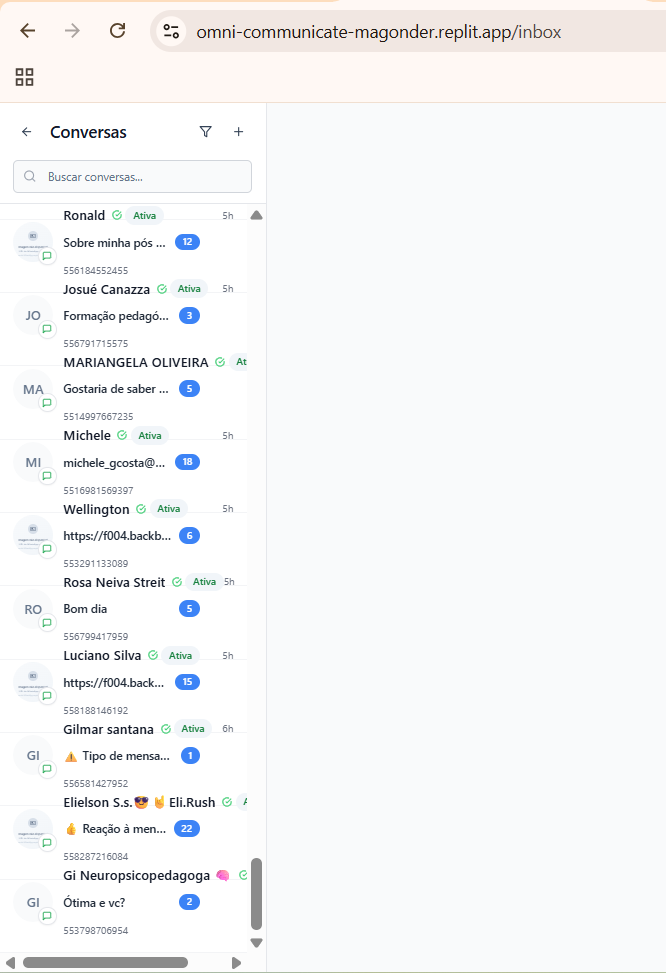 omni-communicate-magonder.replit.app/inbox
Conversas
Buscar conversas...
Ronald Ativa 5h
Sobre minha pós ... 12
556184552455
Josué Canazza Ativa 5h
JO Formação pedagó... 3
556791715575
MARIANGELA OLIVEIRA At
MA Gostaria de saber ... 5
5514997667235
Michele Ativa 5h
MI michele_gcosta@... 18
5516981569397
Wellington Ativa 5h
https://f004.backb... 6
553291133089
Rosa Neiva Streit Ativa 5h
RO Bom dia 5
556799417959
Luciano Silva Ativa 5h
https://f004.back... 15
558188146192
Gilmar santana Ativa 6h
GI ⚠️ Tipo de mensa... 1
556581427952
Elielson S.s.😎🤘Eli.Rush A
👍 Reação à men... 22
558287216084
Gi Neuropsicopedagoga 🧠
GI Ótima e vc? 2
553798706954